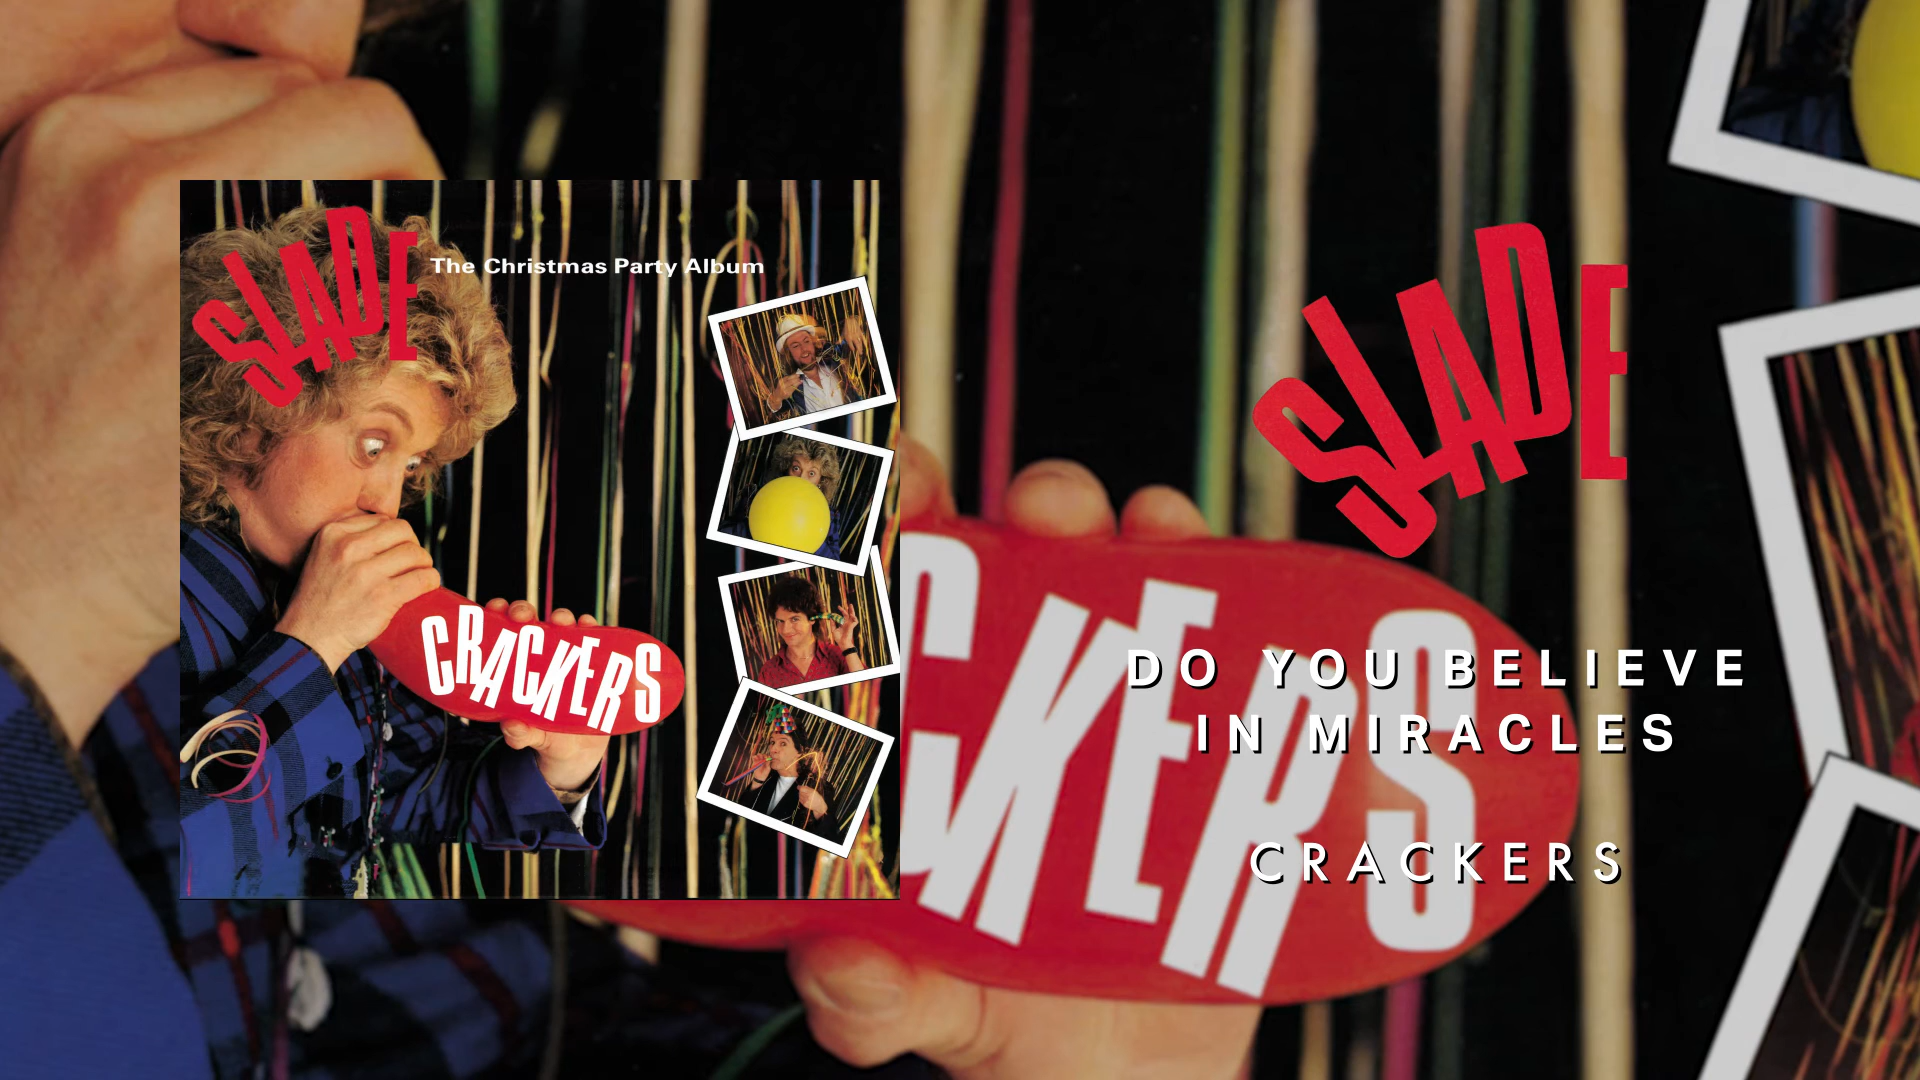 SLADE
The Christmas Party Album
CRACKERS
SLADE
CKERS
DO YOU BELIEVE
IN MIRACLES
CRACKERS